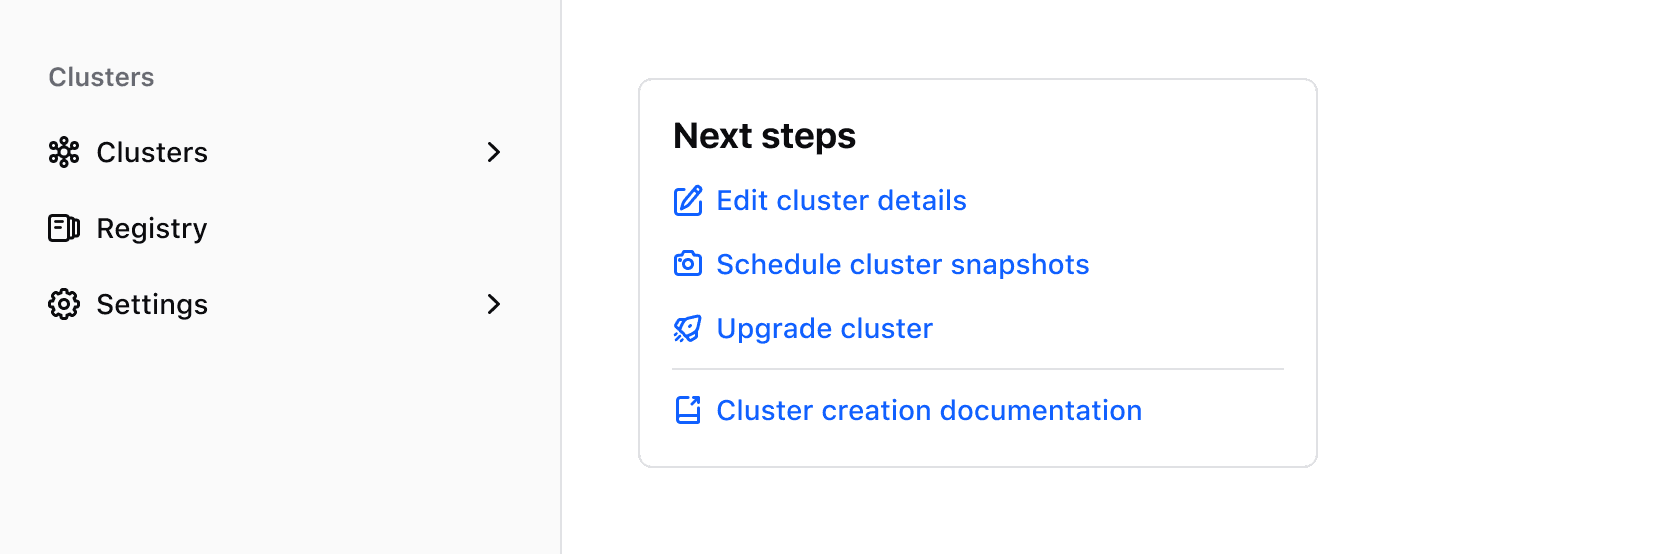 Clusters
Clusters
Registry
Settings
Next steps
Edit cluster details
Schedule cluster snapshots
Upgrade cluster
Cluster creation documentation